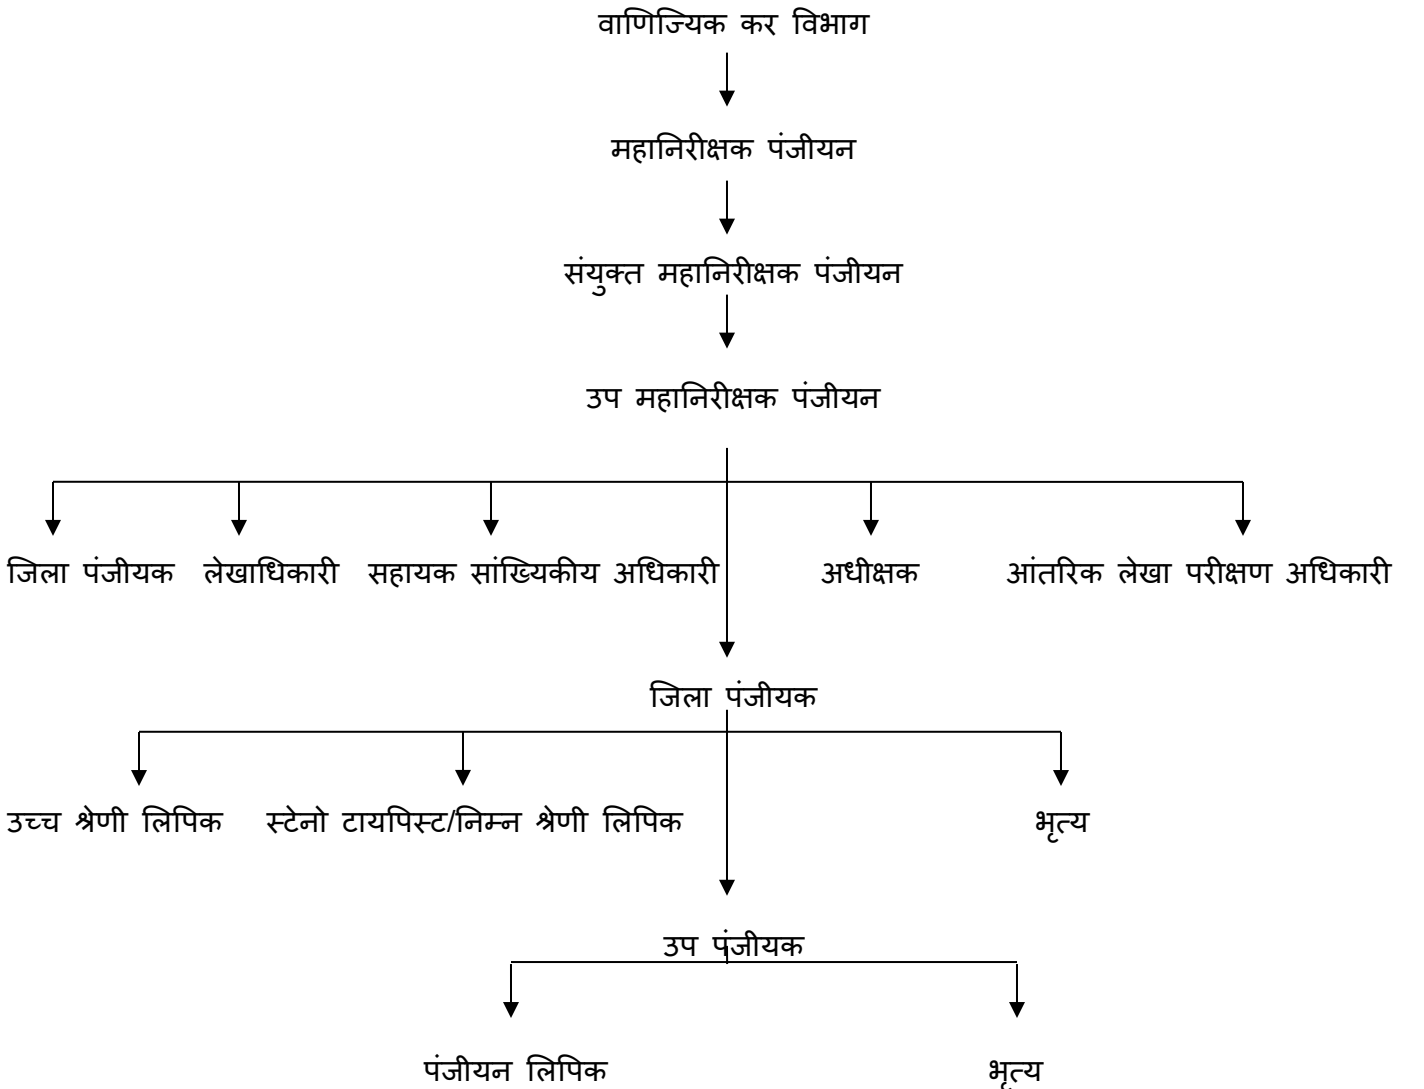 वाणिज्यिक कर विभाग
महानिरीक्षक पंजीयन
संयुक्त महानिरीक्षक पंजीयन
उप महानिरीक्षक पंजीयन
जिला पंजीयक लेखाधिकारी सहायक सांख्यिकीय अधिकारी अधीक्षक आंतरिक लेखा परीक्षण अधिकारी
जिला पंजीयक
उच्च श्रेणी लिपिक स्टेनो टायपिस्ट/निम्न श्रेणी लिपिक भृत्य
उप पंजीयक
पंजीयन लिपिक भृत्य